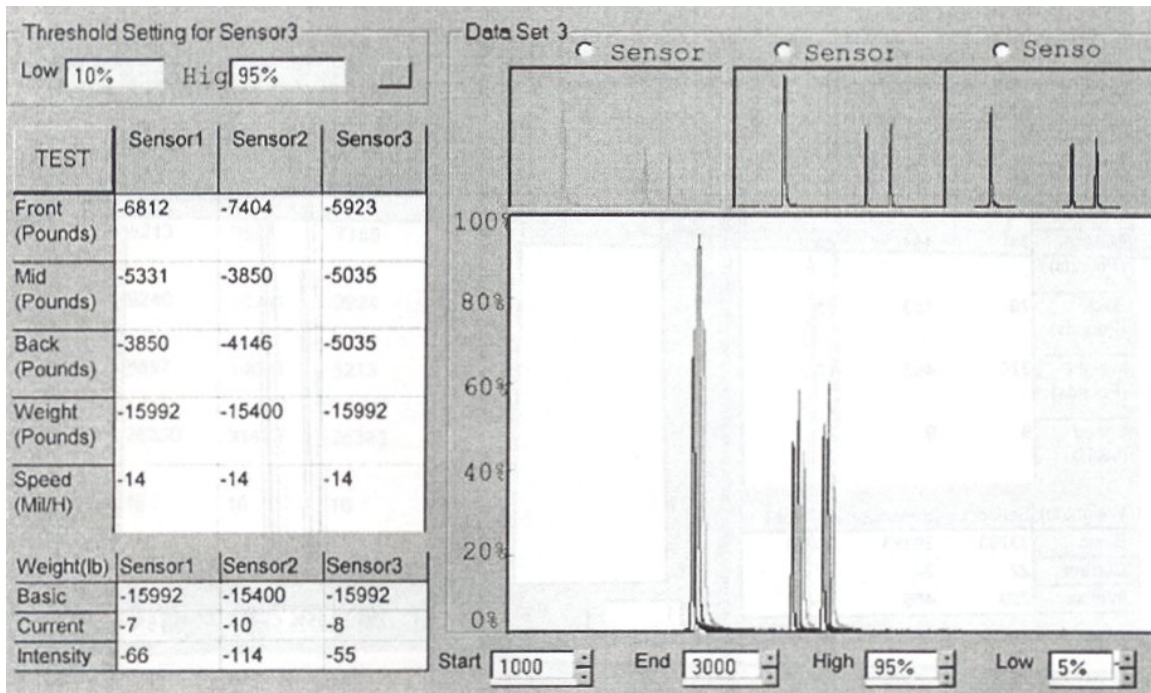 Threshold Setting for Sensor3
Low 10% Hig 95%
TEST Sensor1 Sensor2 Sensor3
Front (Pounds) -6812 -7404 -5923
Mid (Pounds) -5331 -3850 -5035
Back (Pounds) -3850 -4146 -5035
Weight (Pounds) -15992 -15400 -15992
Speed (Mil/H) -14 -14 -14
Weight(lb) Sensor1 Sensor2 Sensor3
Basic -15992 -15400 -15992
Current -7 -10 -8
Intensity -66 -114 -55
Data Set 3
Sensor Sensor Senso
100%
80%
60%
40%
20%
0%
Start 1000 End 3000 High 95% Low 5%